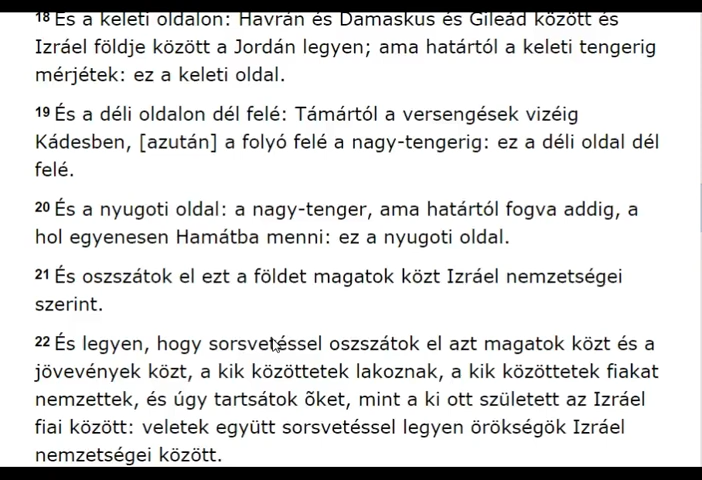 18 És a keleti oldalon: Havrán és Damaskus és Gileád között és
Izráel földje között a Jordán legyen; ama határtól a keleti tengerig
mérjétek: ez a keleti oldal.
19 És a déli oldalon dél felé: Támártól a versengések vizéig
Kádesben, [azután] a folyó felé a nagy-tengerig: ez a déli oldal dél
felé.
20 És a nyugoti oldal: a nagy-tenger, ama határtól fogva addig, a
hol egyenesen Hamátba menni: ez a nyugoti oldal.
21 És oszszátok el ezt a földet magatok közt Izráel nemzetségei
szerint.
22 És legyen, hogy sorsvetéssel oszszátok el azt magatok közt és a
jövevények közt, a kik közöttetek lakoznak, a kik közöttetek fiakat
nemzettek, és úgy tartsátok õket, mint a ki ott született az Izráel
fiai között: veletek együtt sorsvetéssel legyen örökségök Izráel
nemzetségei között.